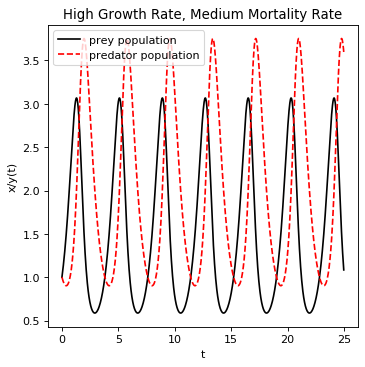 High Growth Rate, Medium Mortality Rate
prey population
predator population
x/y(t)
3.5
3.0
2.5
2.0
1.5
1.0
0.5
0 5 10 15 20 25
t